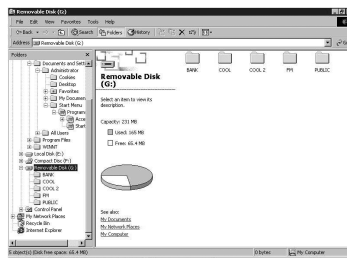 Removable Disk (G:)
File Edit View Favorites Tools Help
Back Search Folders History
Address Removable Disk (G:)
Folders
Documents and Sett
Administrator
Cookies
Desktop
Favorites
My Documen
Start Menu
Program
Acce
Start
All Users
Program Files
WINNT
Local Disk (E:)
Compact Disc (F:)
Removable Disk (G:)
BANK
COOL
COOL 2
PM
PUBLIC
Control Panel
My Network Places
Recycle Bin
Internet Explorer
Removable Disk
(G:)
Select an item to view its
description.
Capacity: 231 MB
Used: 165 MB
Free: 65.4 MB
See also:
My Documents
My Network Places
My Computer
BANK COOL COOL 2 PM PUBLIC
5 object(s) (Disk free space: 65.4 MB) 0 bytes My Computer